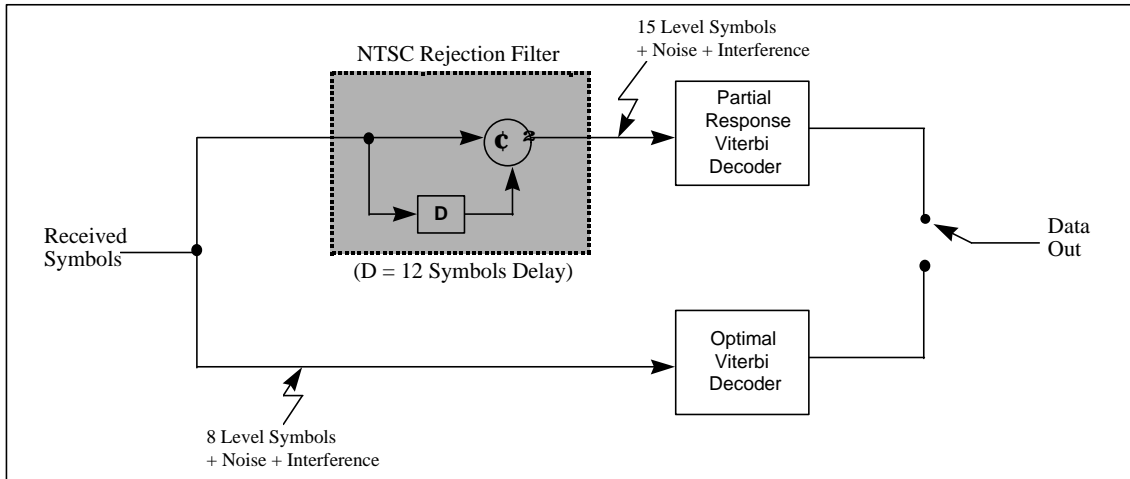 15 Level Symbols
+ Noise + Interference
NTSC Rejection Filter
Partial
Response
Viterbi
Decoder
D
Received
Symbols
Data
Out
(D = 12 Symbols Delay)
Optimal
Viterbi
Decoder
8 Level Symbols
+ Noise + Interference